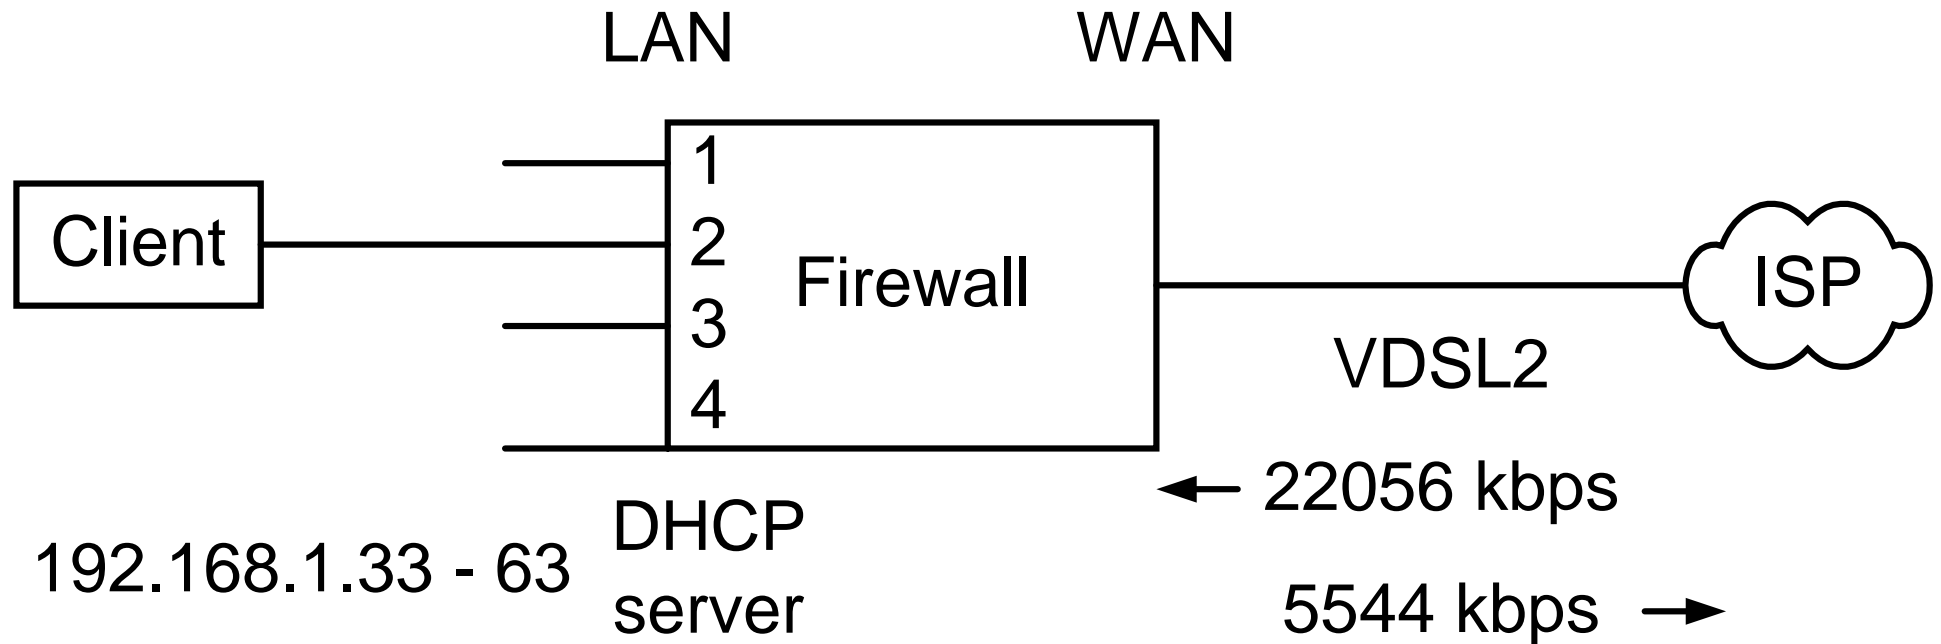 LAN
WAN
Client
1
2
3
4
Firewall
ISP
VDSL2
22056 kbps
5544 kbps
DHCP
server
192.168.1.33 - 63